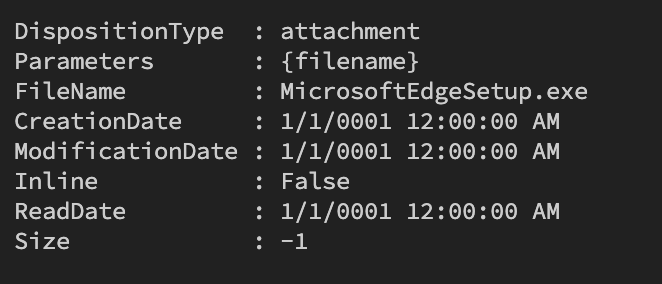 DispositionType  : attachment
Parameters       : {filename}
FileName         : MicrosoftEdgeSetup.exe
CreationDate     : 1/1/0001 12:00:00 AM
ModificationDate : 1/1/0001 12:00:00 AM
Inline           : False
ReadDate         : 1/1/0001 12:00:00 AM
Size             : -1